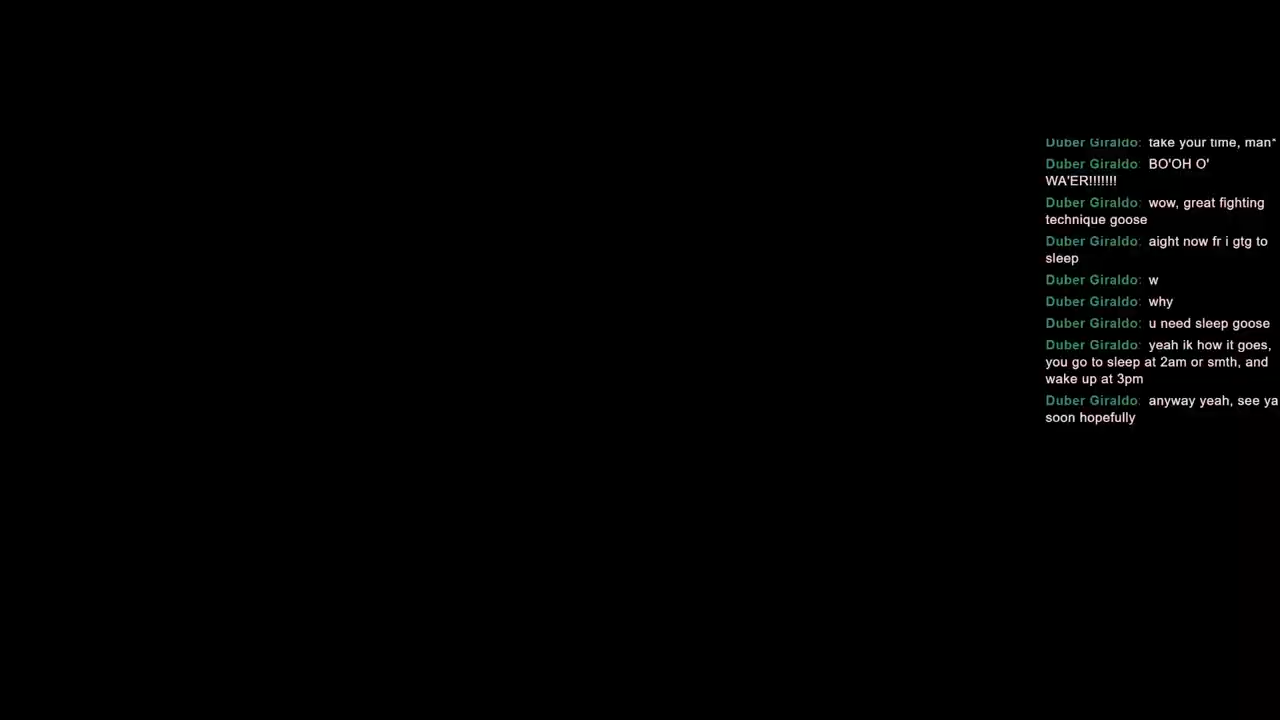 Duber Giraldo: take your time, man*
Duber Giraldo: BO'OH O'
WA'ER!!!!!!!
Duber Giraldo: wow, great fighting
technique goose
Duber Giraldo: aight now fr i gtg to
sleep
Duber Giraldo: w
Duber Giraldo: why
Duber Giraldo: u need sleep goose
Duber Giraldo: yeah ik how it goes,
you go to sleep at 2am or smth, and
wake up at 3pm
Duber Giraldo: anyway yeah, see ya
soon hopefully